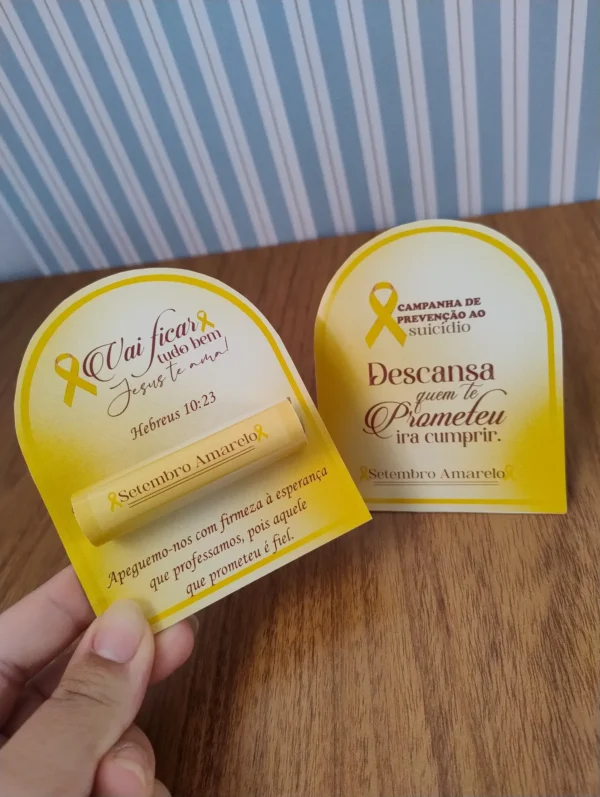 Vai ficar
tudo bem
Jesus te ama!
Hebreus 10:23
Setembro Amarelo
Apeguemo-nos com firmeza à esperança
que professamos, pois aquele
que prometeu é fiel.
CAMPANHA DE
PREVENÇÃO AO
suicídio
Descansa
quem te
Prometeu
ira cumprir.
Setembro Amarelo